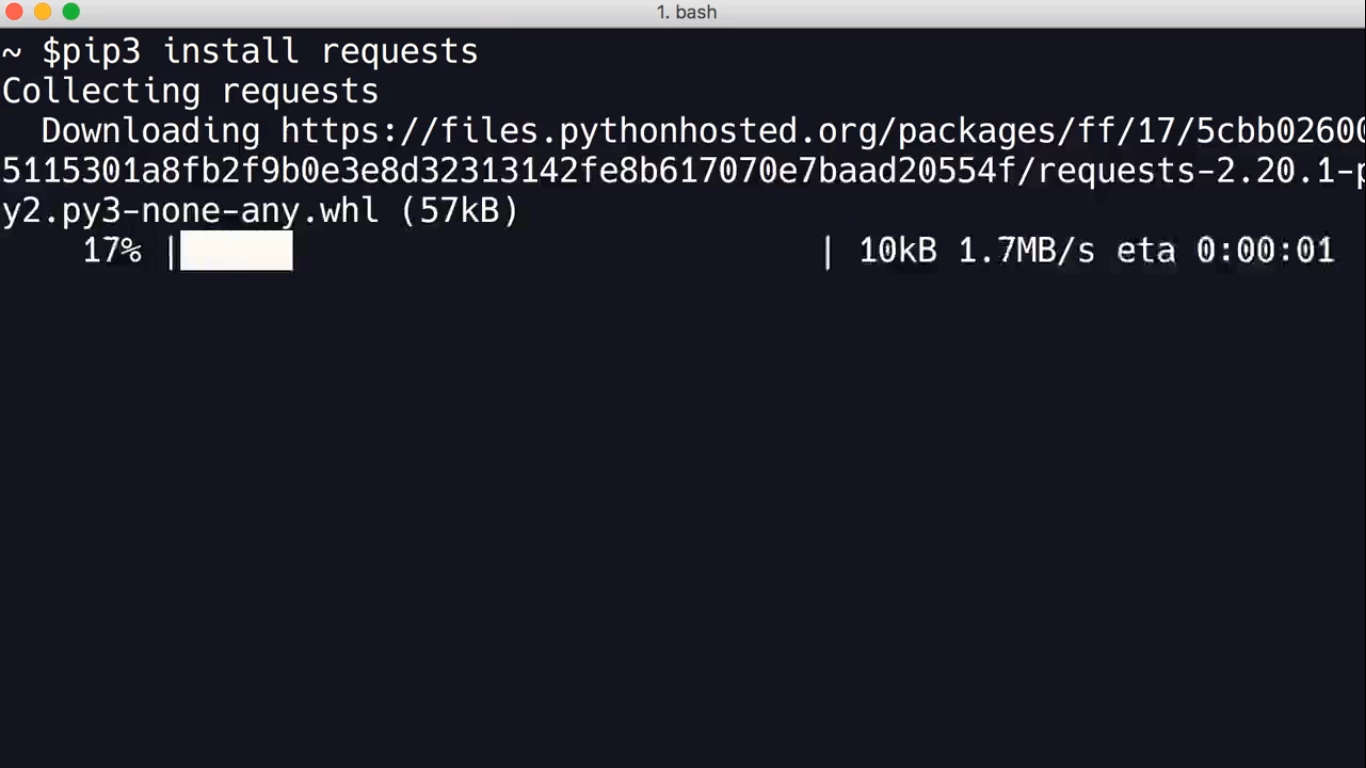 1. bash
~ $pip3 install requests
Collecting requests
  Downloading https://files.pythonhosted.org/packages/ff/17/5cbb02600
5115301a8fb2f9b0e3e8d32313142fe8b617070e7baad20554f/requests-2.20.1-p
y2.py3-none-any.whl (57kB)
    17% |█████ | 10kB 1.7MB/s eta 0:00:01